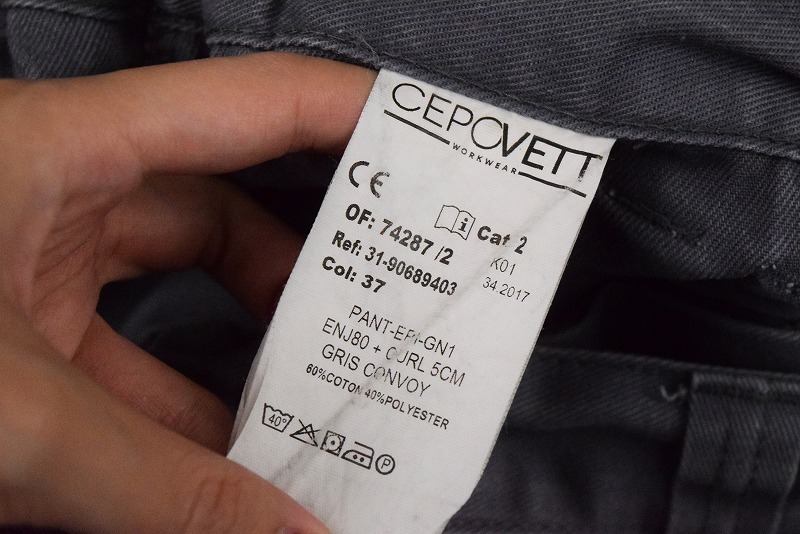 CEPOVETT
WORKWEAR
CE
OF: 74287 /2
Cat 2
Ref: 31-90689403
K01
Col: 37
34.2017
PANT-EPI-GN1
ENJ80 + CURL 5CM
GRIS CONVOY
60%COTON 40%POLYESTER
40°
P